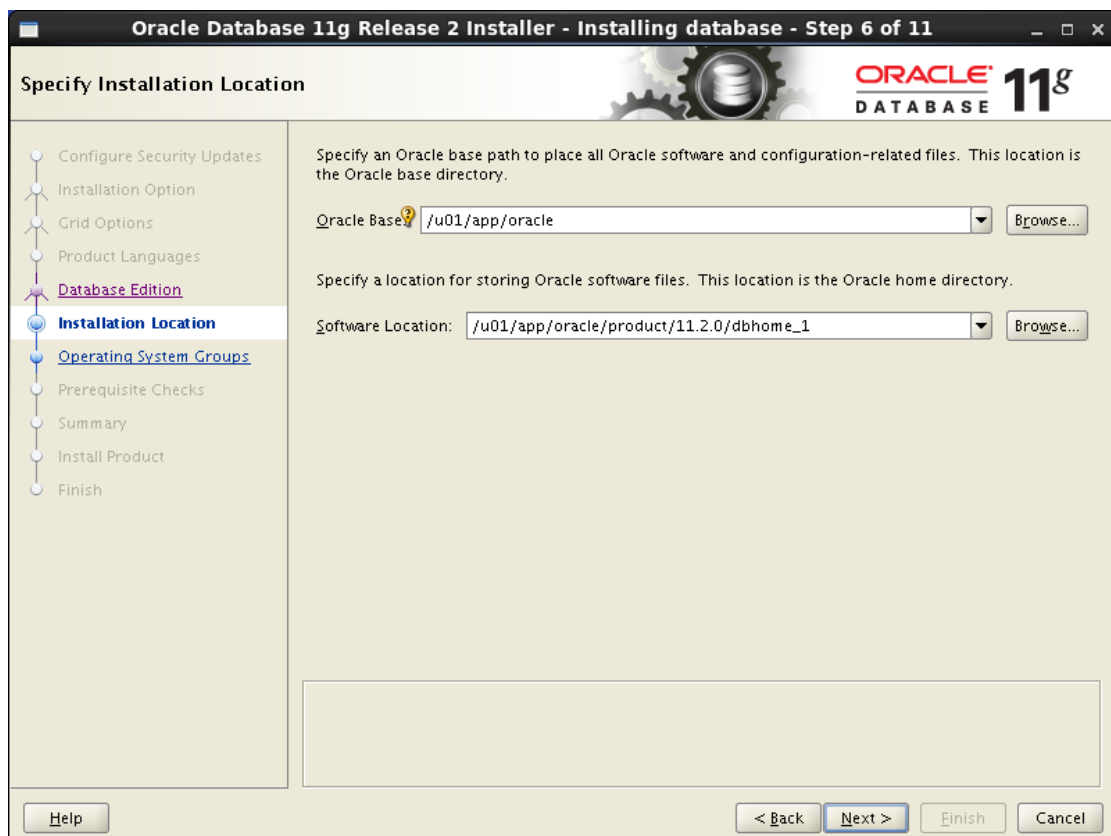 Oracle Database 11g Release 2 Installer - Installing database - Step 6 of 11
Specify Installation Location
ORACLE
DATABASE
11g
Configure Security Updates
Installation Option
Grid Options
Product Languages
Database Edition
Installation Location
Operating System Groups
Prerequisite Checks
Summary
Install Product
Finish
Specify an Oracle base path to place all Oracle software and configuration-related files. This location is
the Oracle base directory.
Oracle Base: /u01/app/oracle Browse...
Specify a location for storing Oracle software files. This location is the Oracle home directory.
Software Location: /u01/app/oracle/product/11.2.0/dbhome_1 Browse...
Help < Back Next > Finish Cancel